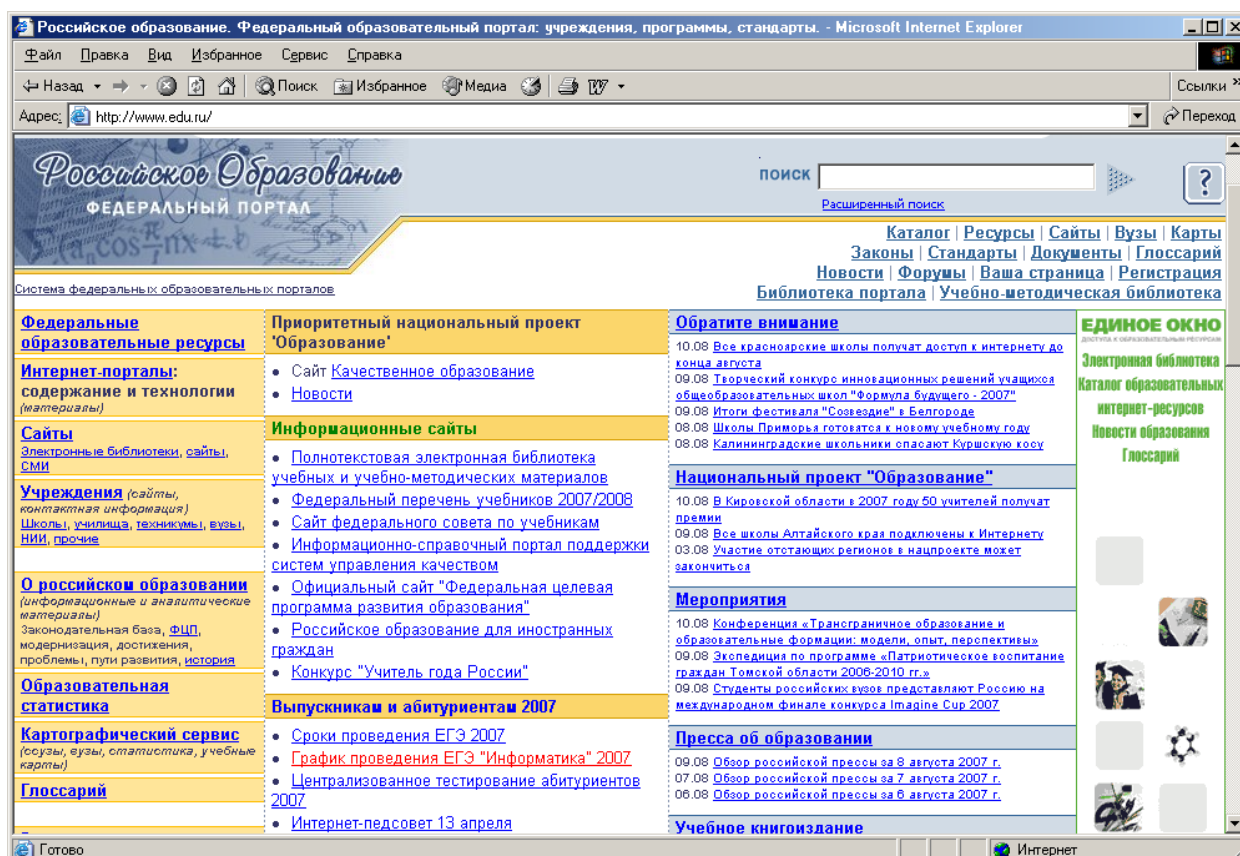 Российское образование. Федеральный образовательный портал: учреждения, программы, стандарты. - Microsoft Internet Explorer
Файл Правка Вид Избранное Сервис Справка
Назад Поиск Избранное Медиа Ссылки »
Адрес: http://www.edu.ru/ Переход
Российское Образование
ФЕДЕРАЛЬНЫЙ ПОРТАЛ
ПОИСК
Расширенный поиск
?
Каталог | Ресурсы | Сайты | Вузы | Карты
Законы | Стандарты | Документы | Глоссарий
Новости | Форумы | Ваша страница | Регистрация
Библиотека портала | Учебно-методическая библиотека
Система федеральных образовательных порталов
Федеральные
образовательные ресурсы
Интернет-порталы:
содержание и технологии
(материалы)
Сайты
Электронные библиотеки, сайты,
СМИ
Учреждения (сайты,
контактная информация)
Школы, училища, техникумы, вузы,
НИИ, прочие
О российском образовании
(информационные и аналитические
материалы)
Законодательная база, ФЦП,
модернизация, достижения,
проблемы, пути развития, история
Образовательная
статистика
Картографический сервис
(ссузы, вузы, статистика, учебные
карты)
Глоссарий
Приоритетный национальный проект
'Образование'
• Сайт Качественное образование
• Новости
Информационные сайты
• Полнотекстовая электронная библиотека
учебных и учебно-методических материалов
• Федеральный перечень учебников 2007/2008
• Сайт федерального совета по учебникам
• Информационно-справочный портал поддержки
систем управления качеством
• Официальный сайт "Федеральная целевая
программа развития образования"
• Российское образование для иностранных
граждан
• Конкурс "Учитель года России"
Выпускникам и абитуриентам 2007
• Сроки проведения ЕГЭ 2007
• График проведения ЕГЭ "Информатика" 2007
• Централизованное тестирование абитуриентов
2007
• Интернет-педсовет 13 апреля
Обратите внимание
10.08 Все красноярские школы получат доступ к интернету до
конца августа
09.08 Творческий конкурс инновационных решений учащихся
общеобразовательных школ "Формула будущего - 2007"
09.08 Итоги фестиваля "Созвездие" в Белгороде
08.08 Школы Приморья готовятся к новому учебному году
08.08 Калининградские школьники спасают Куршскую косу
Национальный проект "Образование"
10.08 В Кировской области в 2007 году 50 учителей получат
премии
09.08 Все школы Алтайского края подключены к Интернету
03.08 Участие отстающих регионов в нацпроекте может
закончиться
Мероприятия
10.08 Конференция «Трансграничное образование и
образовательные формации: модели, опыт, перспективы»
09.08 Экспедиция по программе «Патриотическое воспитание
граждан Томской области 2006-2010 гг.»
09.08 Студенты российских вузов представляют Россию на
международном финале конкурса Imagine Cup 2007
Пресса об образовании
09.08 Обзор российской прессы за 8 августа 2007 г.
07.08 Обзор российской прессы за 7 августа 2007 г.
06.08 Обзор российской прессы за 6 августа 2007 г.
Учебное книгоиздание
ЕДИНОЕ ОКНО
ДОСТУПА К ОБРАЗОВАТЕЛЬНЫМ РЕСУРСАМ
Электронная библиотека
Каталог образовательных
интернет-ресурсов
Новости образования
Глоссарий
Готово Интернет